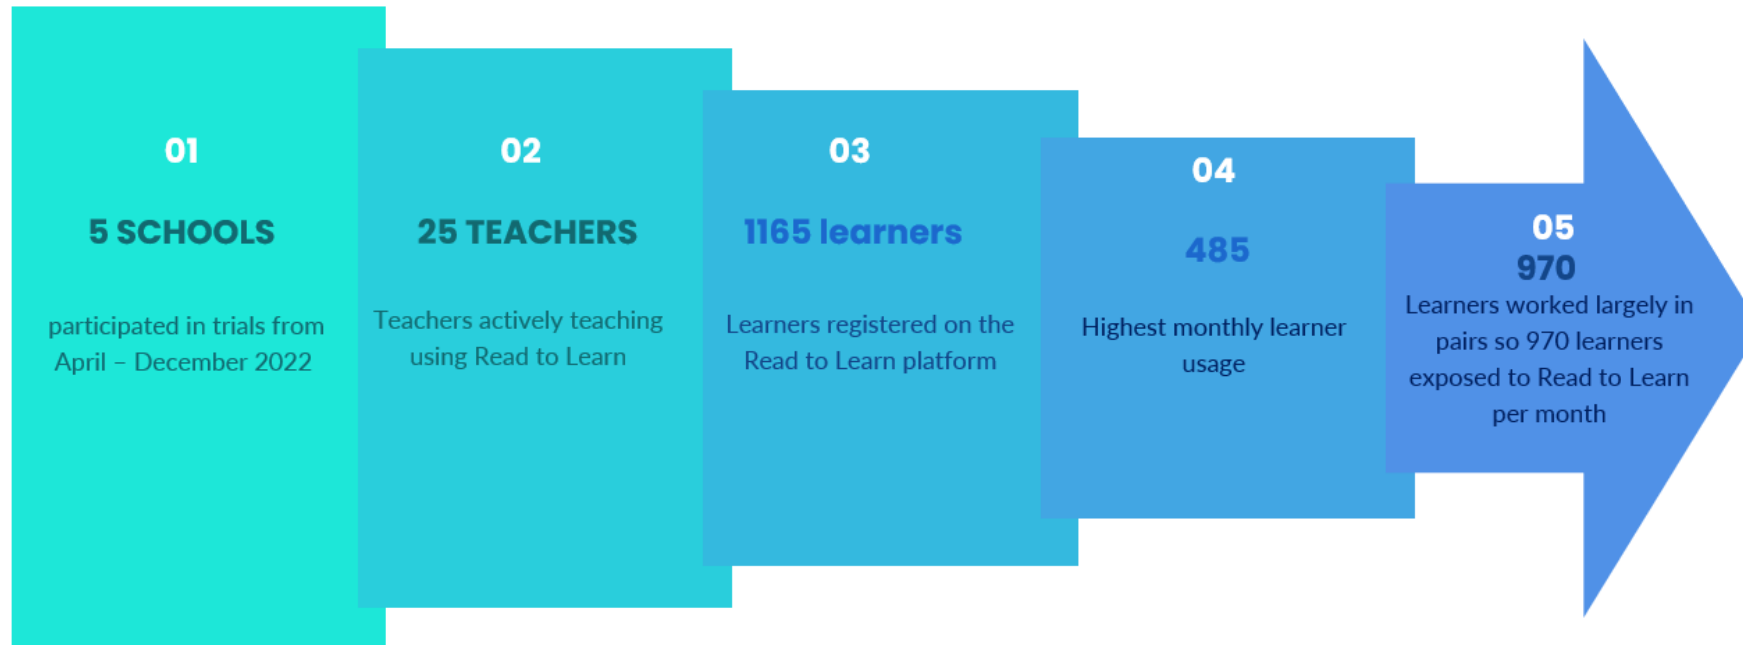 01
5 SCHOOLS
participated in trials from
April – December 2022
02
25 TEACHERS
Teachers actively teaching
using Read to Learn
03
1165 learners
Learners registered on the
Read to Learn platform
04
485
Highest monthly learner
usage
05
970
Learners worked largely in
pairs so 970 learners
exposed to Read to Learn
per month